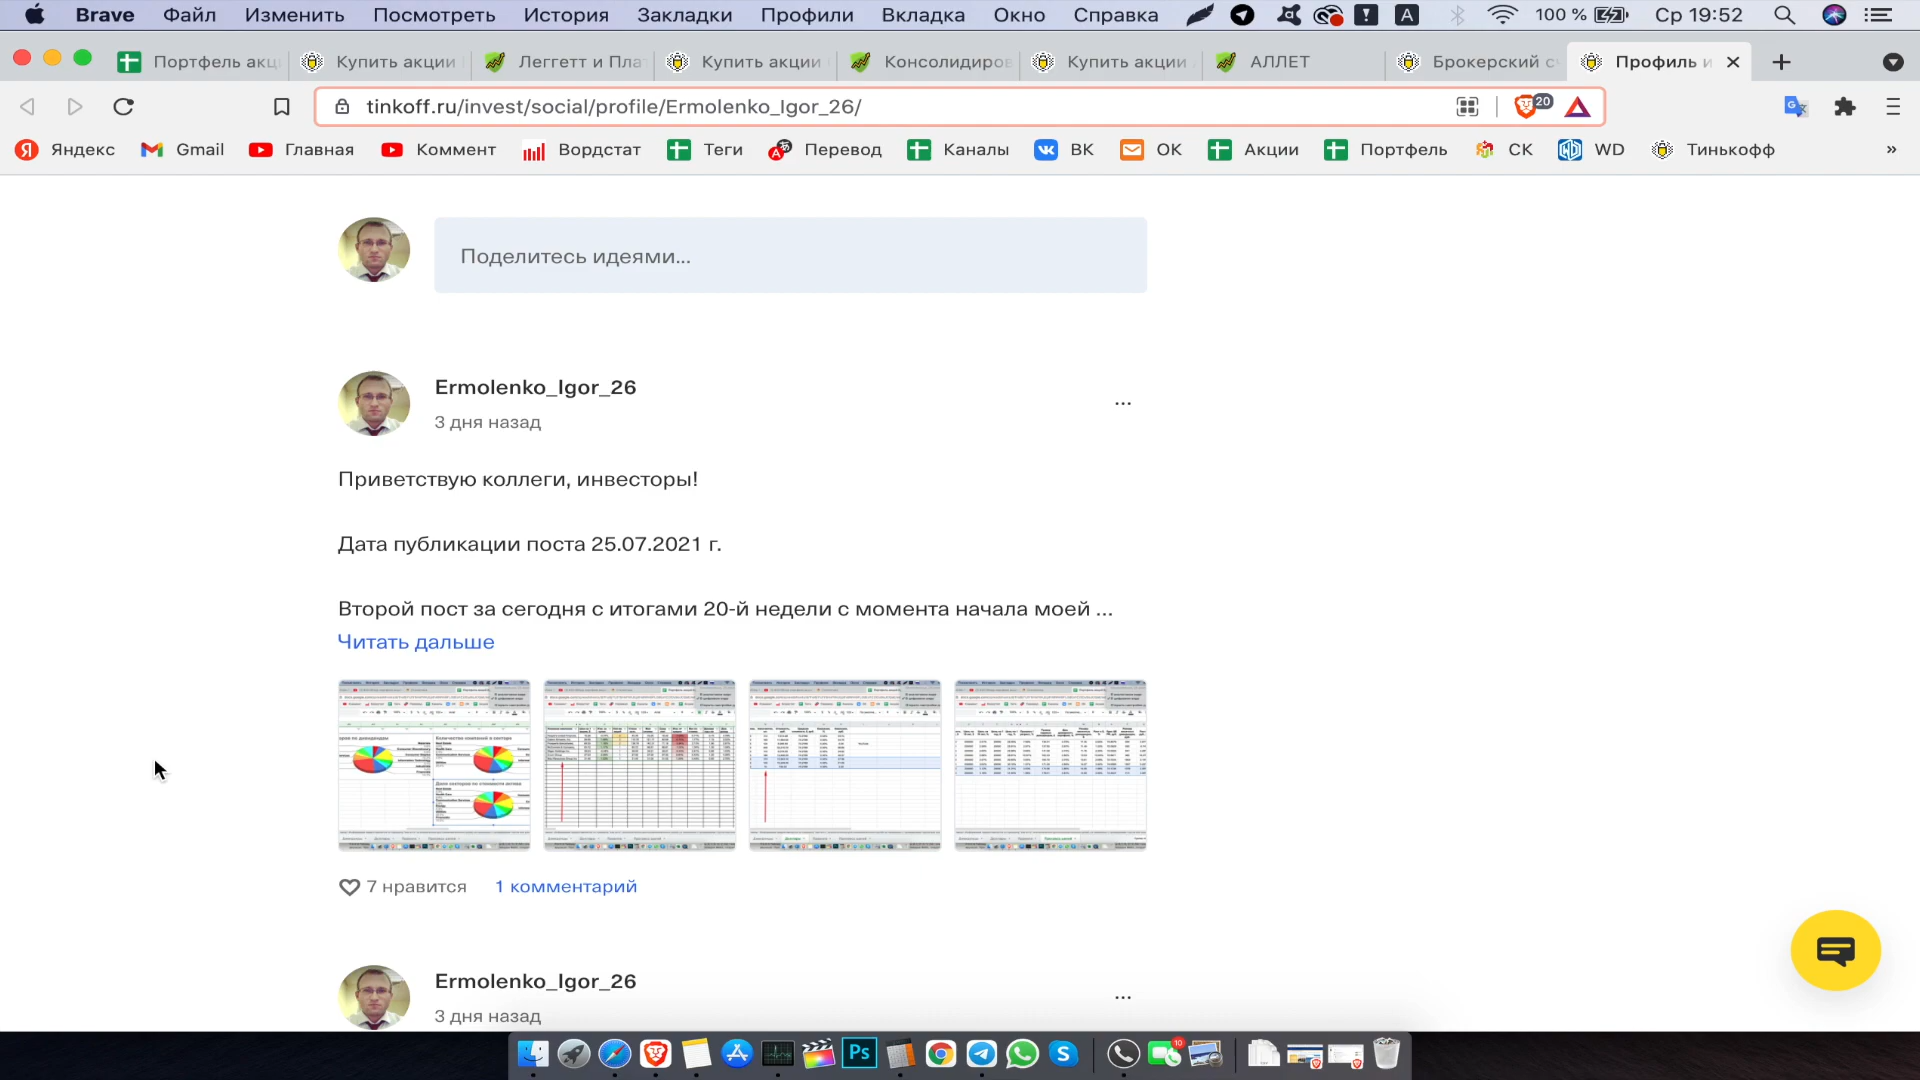 Brave Файл Изменить Посмотреть История Закладки Профили Вкладка Окно Справка 100 % Ср 19:52
Портфель акц Купить акции Леггетт и Пла Купить акции Консолидиров Купить акции АЛЛЕТ Брокерский с Профиль и
tinkoff.ru/invest/social/profile/Ermolenko_Igor_26/ 20
Яндекс Gmail Главная Коммент Вордстат Теги Перевод Каналы ВК ОК Акции Портфель СК WD Тинькофф »
Поделитесь идеями...
Ermolenko_Igor_26
...
3 дня назад
Приветствую коллеги, инвесторы!
Дата публикации поста 25.07.2021 г.
Второй пост за сегодня с итогами 20-й недели с момента начала моей ...
Читать дальше
7 нравится 1 комментарий
Ermolenko_Igor_26
...
3 дня назад
Ps 10